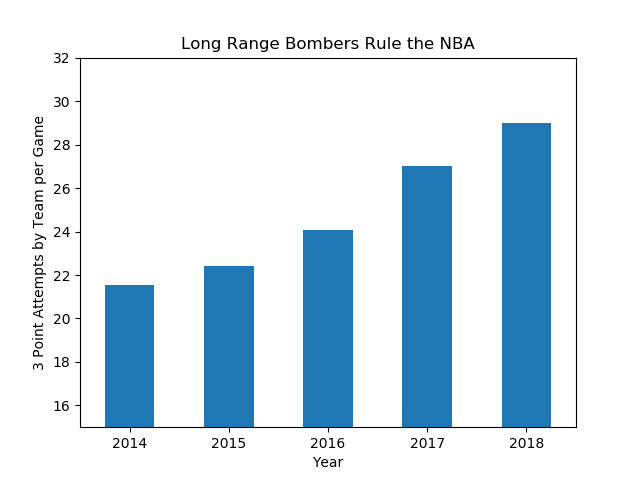 Long Range Bombers Rule the NBA
3 Point Attempts by Team per Game
32
30
28
26
24
22
20
18
16
2014 2015 2016 2017 2018
Year